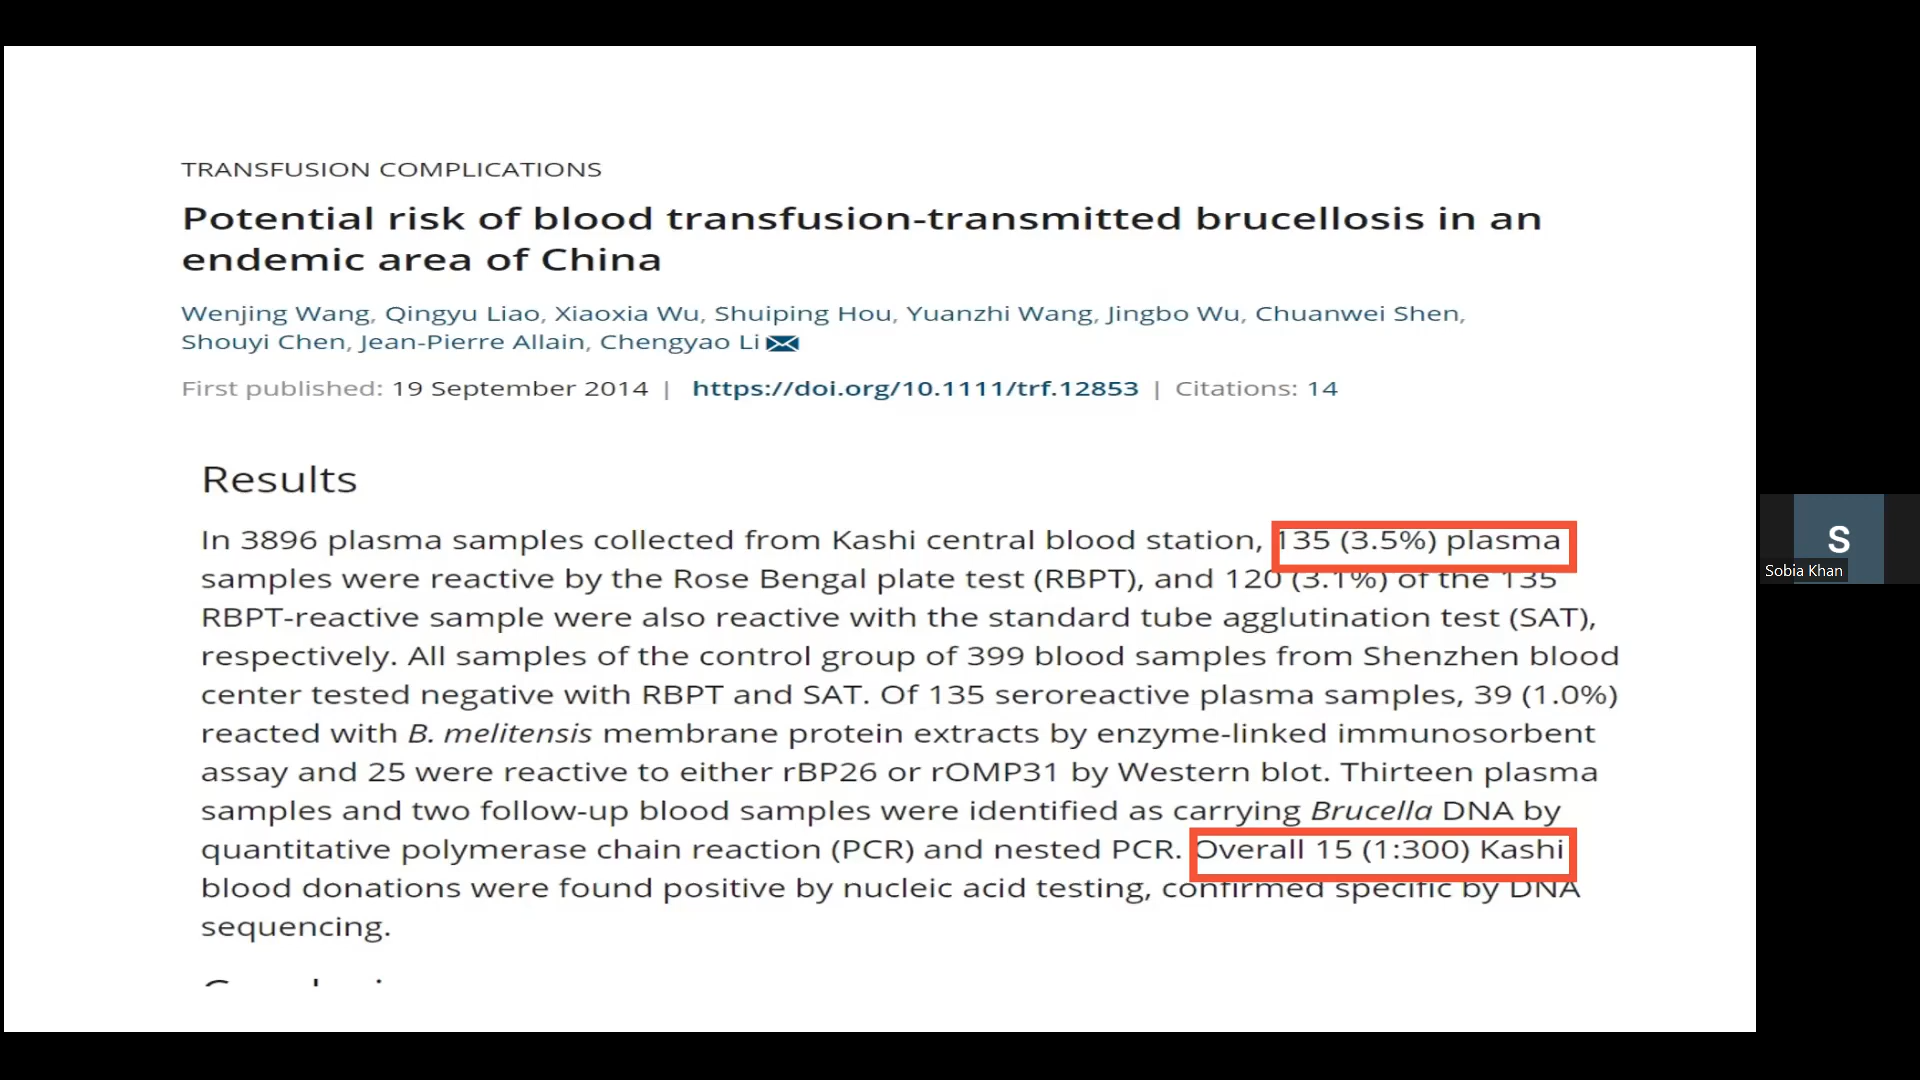 TRANSFUSION COMPLICATIONS
Potential risk of blood transfusion-transmitted brucellosis in an
endemic area of China
Wenjing Wang, Qingyu Liao, Xiaoxia Wu, Shuiping Hou, Yuanzhi Wang, Jingbo Wu, Chuanwei Shen,
Shouyi Chen, Jean-Pierre Allain, Chengyao Li
First published: 19 September 2014 | https://doi.org/10.1111/trf.12853 | Citations: 14
Results
In 3896 plasma samples collected from Kashi central blood station, 135 (3.5%) plasma
samples were reactive by the Rose Bengal plate test (RBPT), and 120 (3.1%) of the 135
RBPT-reactive sample were also reactive with the standard tube agglutination test (SAT),
respectively. All samples of the control group of 399 blood samples from Shenzhen blood
center tested negative with RBPT and SAT. Of 135 seroreactive plasma samples, 39 (1.0%)
reacted with B. melitensis membrane protein extracts by enzyme-linked immunosorbent
assay and 25 were reactive to either rBP26 or rOMP31 by Western blot. Thirteen plasma
samples and two follow-up blood samples were identified as carrying Brucella DNA by
quantitative polymerase chain reaction (PCR) and nested PCR. Overall 15 (1:300) Kashi
blood donations were found positive by nucleic acid testing, confirmed specific by DNA
sequencing.
S
Sobia Khan